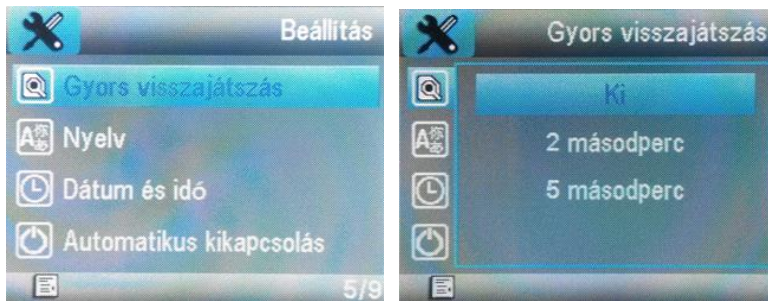 Beállítás
Gyors visszajátszás
Nyelv
Dátum és idő
Automatikus kikapcsolás
5/9
Gyors visszajátszás
Ki
2 másodperc
5 másodperc